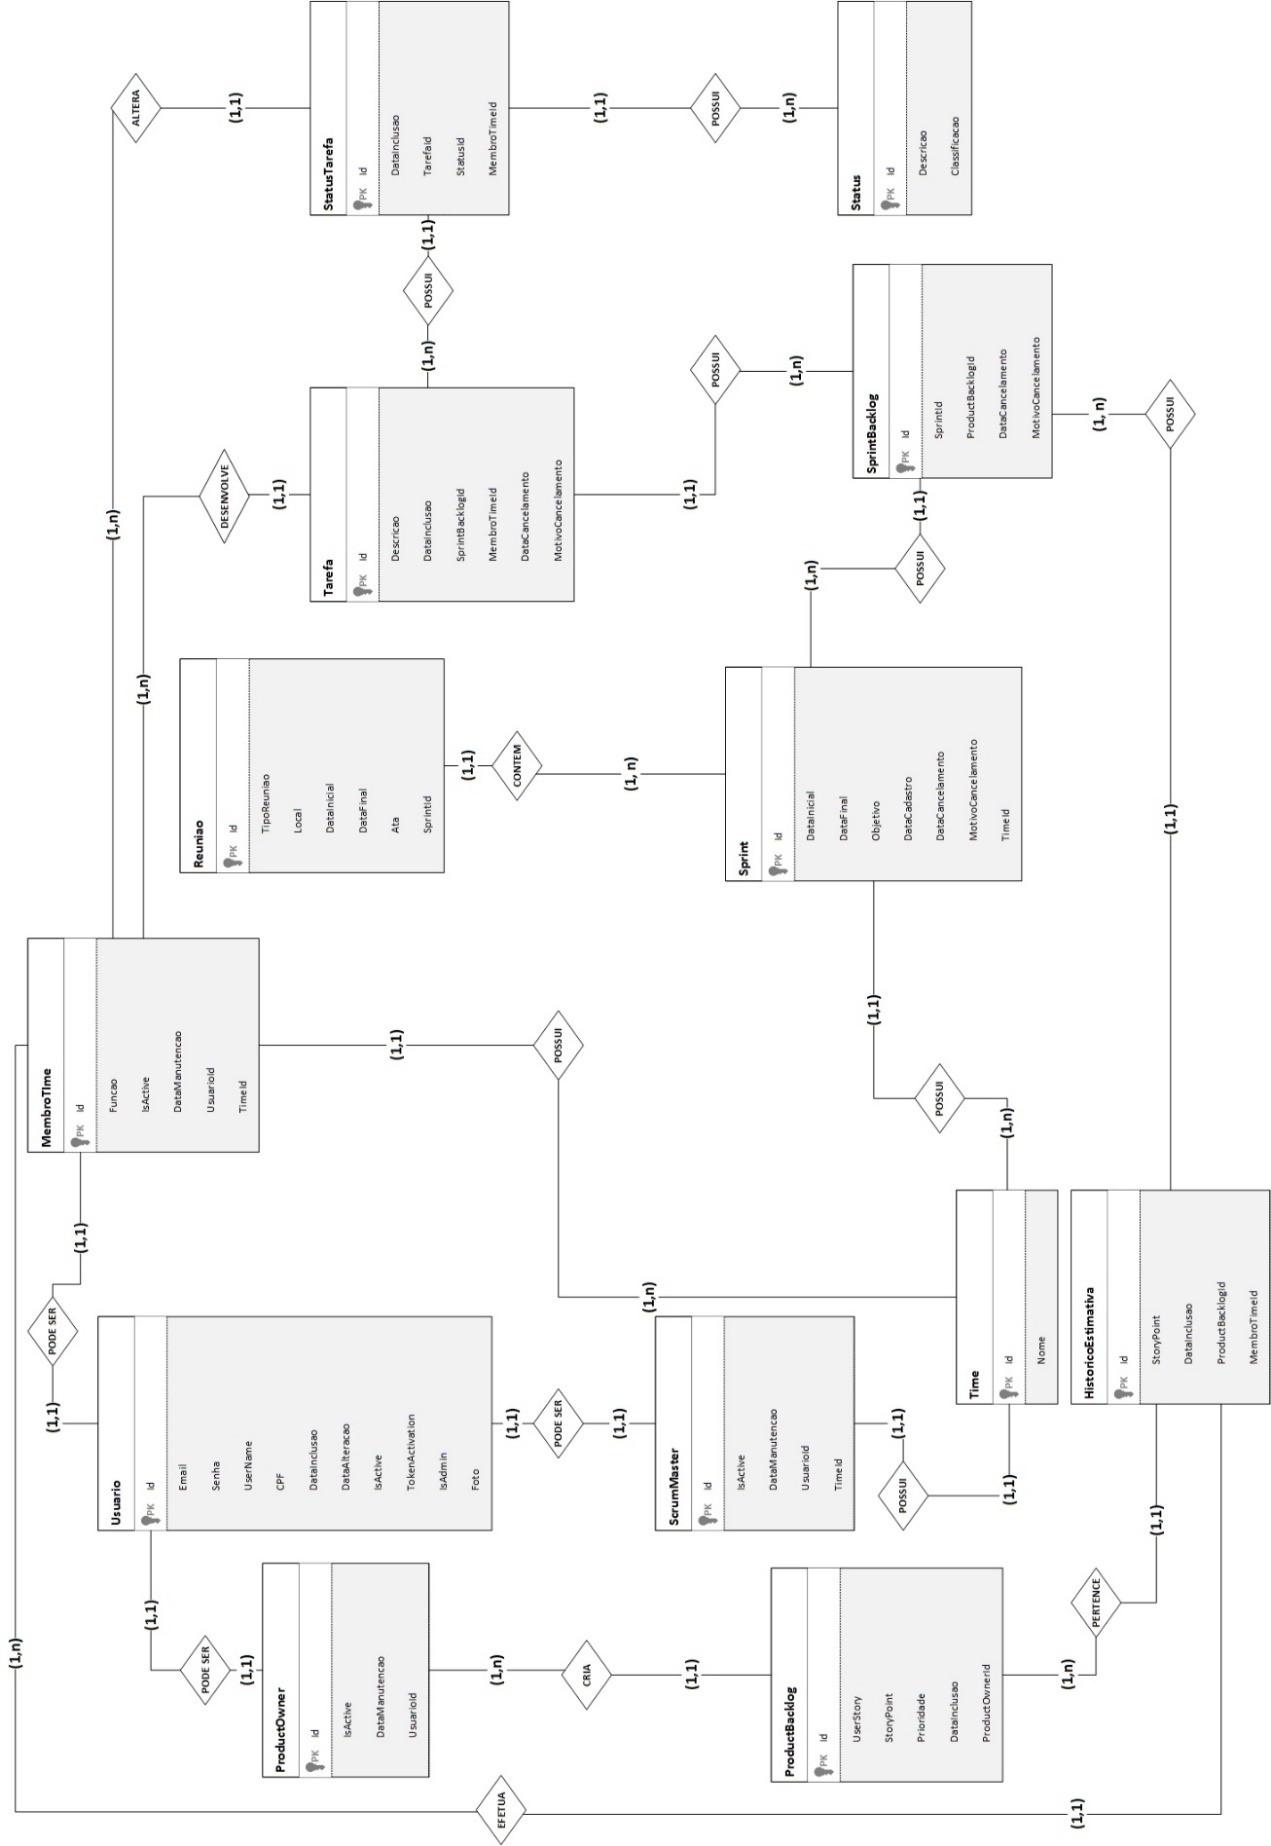 (1,n)
MembroTIme
PK Id
Funcao
IsActive
DataManutencao
UsuarioId
TimeId
PODE SER
(1,1)
(1,1)
(1,n)
ALTERA
(1,1)
(1,n)
DESENVOLVE
(1,1)
Usuario
PK Id
Email
Senha
UserName
CPF
DataInclusao
DataAlteracao
IsActive
TokenActivation
IsAdmin
Foto
(1,1)
PODE SER
(1,1)
ProductOwner
PK Id
IsActive
DataManutencao
UsuarioId
Reuniao
PK Id
TipoReuniao
Local
DataInicial
DataFinal
Ata
SprintId
Tarefa
PK Id
Descricao
DataInclusao
SprintBacklogId
MembroTimeId
DataCancelamento
MotivoCancelamento
(1,n)
POSSUI
(1,1)
StatusTarefa
PK Id
DataInclusao
TarefaId
StatusId
MembroTimeId
EFETUA
(1,n)
CRIA
(1,1)
(1,1)
PODE SER
(1,1)
(1,1)
POSSUI
(1,n)
(1,1)
CONTEM
(1, n)
(1,1)
POSSUI
(1,n)
(1,1)
POSSUI
(1,n)
ProductBacklog
PK Id
UserStory
StoryPoint
Prioridade
DataInclusao
ProductOwnerId
ScrumMaster
PK Id
IsActive
DataManutencao
UsuarioId
TimeId
Sprint
PK Id
DataInicial
DataFinal
Objetivo
DataCadastro
DataCancelamento
MotivoCancelamento
TimeId
(1,n)
POSSUI
(1,1)
SprintBacklog
PK Id
SprintId
ProductBacklogId
DataCancelamento
MotivoCancelamento
Status
PK Id
Descricao
Classificacao
(1,1)
POSSUI
(1,1)
(1,1)
POSSUI
(1,n)
Time
PK Id
Nome
(1,n)
PERTENCE
(1,1)
(1,1)
HistoricoEstimativa
PK Id
StoryPoint
DataInclusao
ProductBacklogId
MembroTimeId
(1,1)
POSSUI
(1, n)